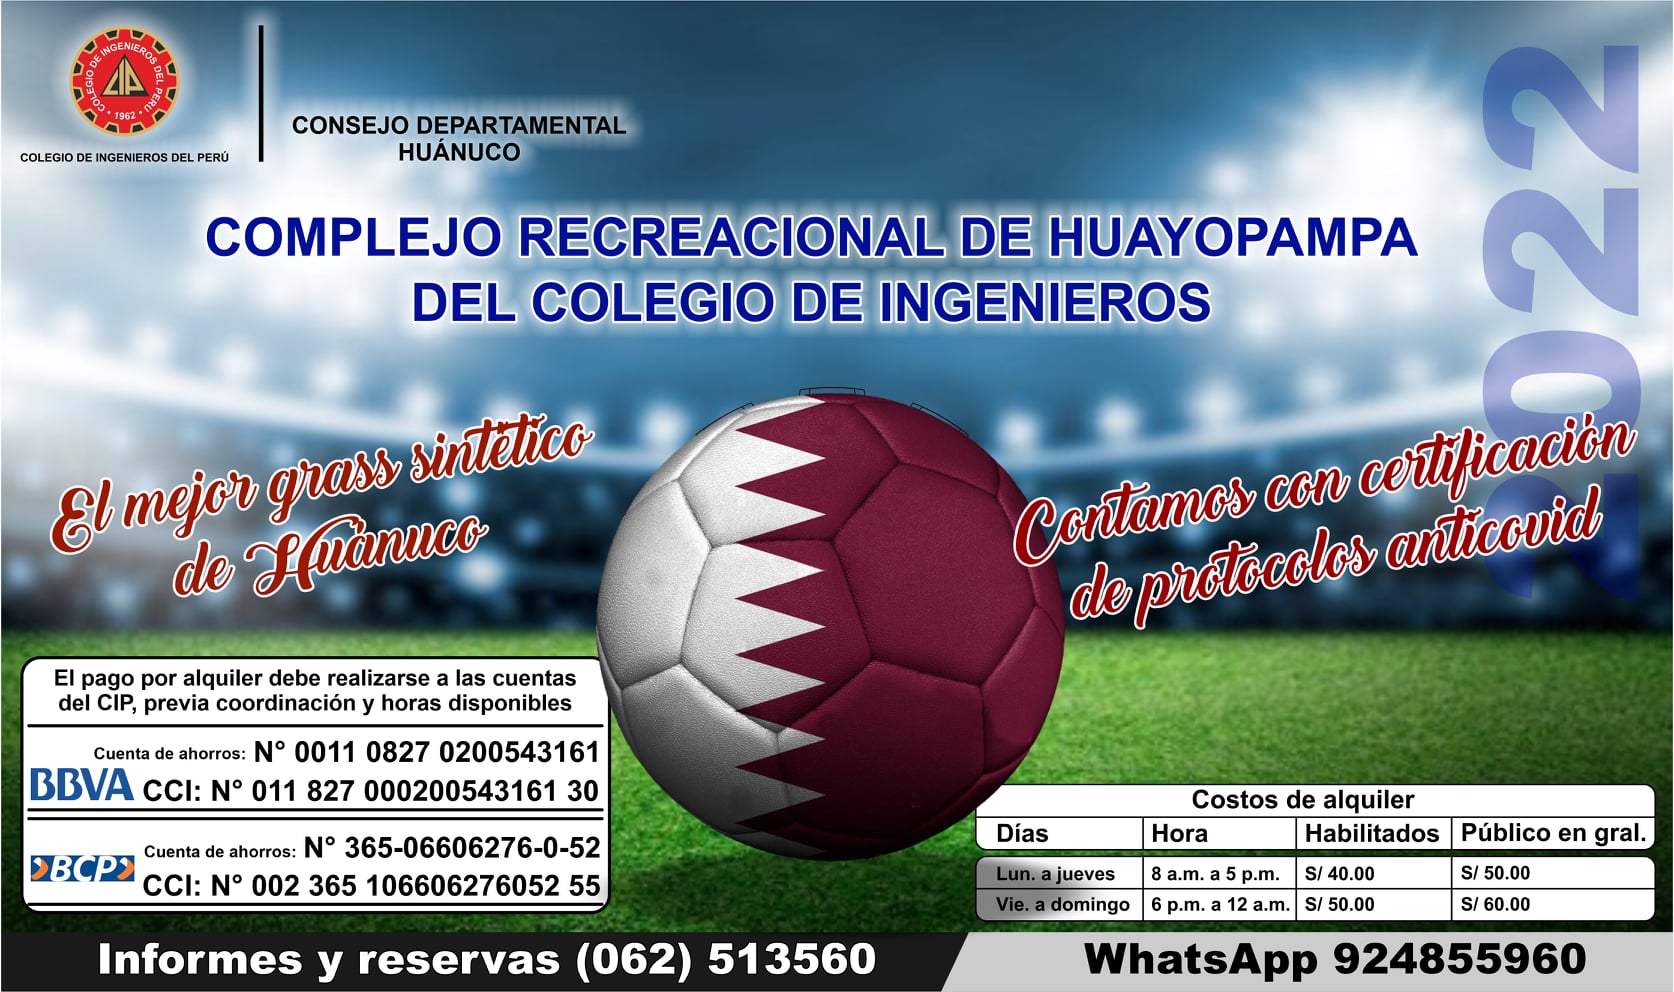 COLEGIO DE INGENIEROS DEL PERU
CIP
• 1962 •
COLEGIO DE INGENIEROS DEL PERÚ
CONSEJO DEPARTAMENTAL
HUÁNUCO
2022
COMPLEJO RECREACIONAL DE HUAYOPAMPA
DEL COLEGIO DE INGENIEROS
El mejor grass sintético
de Huánuco
Contamos con certificación
de protocolos anticovid
El pago por alquiler debe realizarse a las cuentas
del CIP, previa coordinación y horas disponibles
Cuenta de ahorros: N° 0011 0827 0200543161
BBVA CCI: N° 011 827 000200543161 30
Cuenta de ahorros: N° 365-06606276-0-52
BCP CCI: N° 002 365 106606276052 55
Costos de alquiler
Días Hora Habilitados Público en gral.
Lun. a jueves 8 a.m. a 5 p.m. S/ 40.00 S/ 50.00
Vie. a domingo 6 p.m. a 12 a.m. S/ 50.00 S/ 60.00
Informes y reservas (062) 513560
WhatsApp 924855960